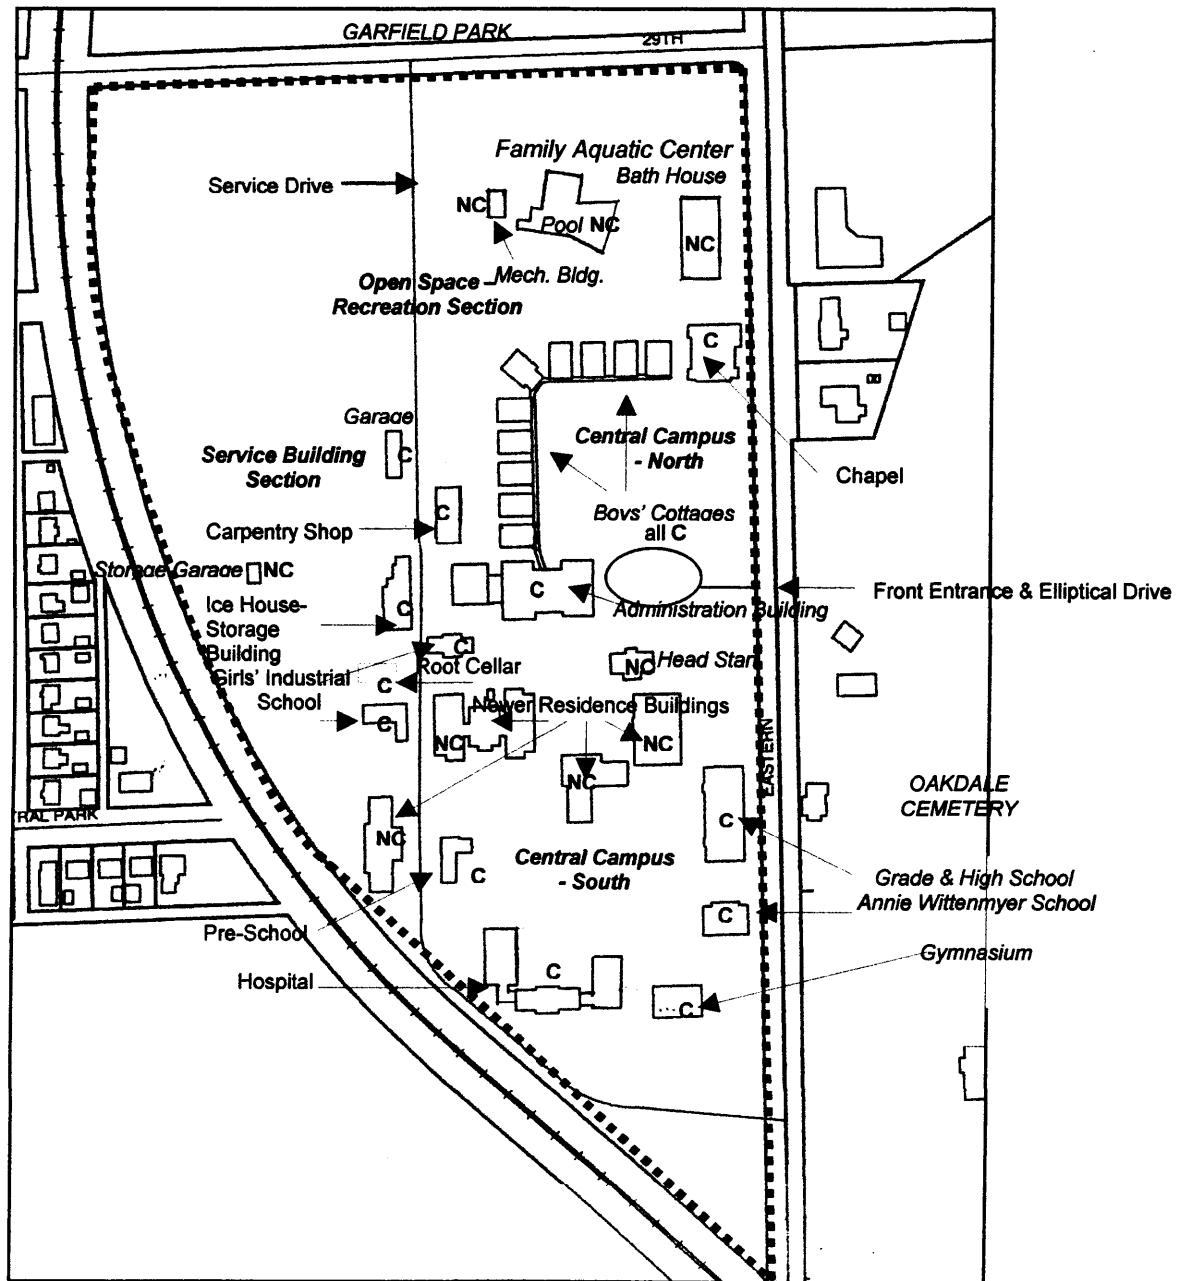 GARFIELD PARK
29TH
Family Aquatic Center
Bath House
Service Drive
NC
Pool NC
NC
Mech. Bldg.
Open Space -
Recreation Section
C
Garage
C
Service Building
Section
Central Campus
- North
Chapel
C
Carpentry Shop
Boys' Cottages
all C
Storage Garage
NC
C
Front Entrance & Elliptical Drive
Ice House-
Storage
Building
C
Administration Building
C
Root Cellar
NC
Head Start
Girls' Industrial
School
C
C
Newer Residence Buildings
NC
NC
NC
EASTERN
OAKDALE
CEMETERY
RAL PARK
NC
C
C
Central Campus
- South
Grade & High School
Annie Wittenmyer School
C
Pre-School
Gymnasium
Hospital
C
C